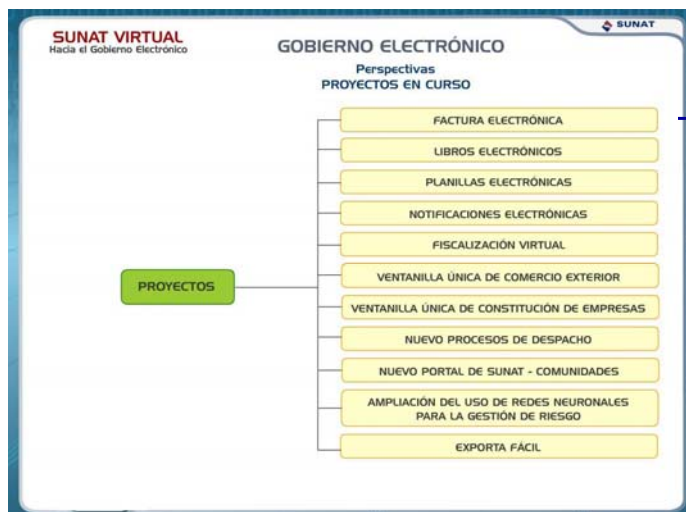 SUNAT
SUNAT VIRTUAL
Hacia el Gobierno Electrónico
GOBIERNO ELECTRÓNICO
Perspectivas
PROYECTOS EN CURSO
PROYECTOS
FACTURA ELECTRÓNICA
LIBROS ELECTRÓNICOS
PLANILLAS ELECTRÓNICAS
NOTIFICACIONES ELECTRÓNICAS
FISCALIZACIÓN VIRTUAL
VENTANILLA ÚNICA DE COMERCIO EXTERIOR
VENTANILLA ÚNICA DE CONSTITUCIÓN DE EMPRESAS
NUEVO PROCESOS DE DESPACHO
NUEVO PORTAL DE SUNAT - COMUNIDADES
AMPLIACIÓN DEL USO DE REDES NEURONALES
PARA LA GESTIÓN DE RIESGO
EXPORTA FÁCIL